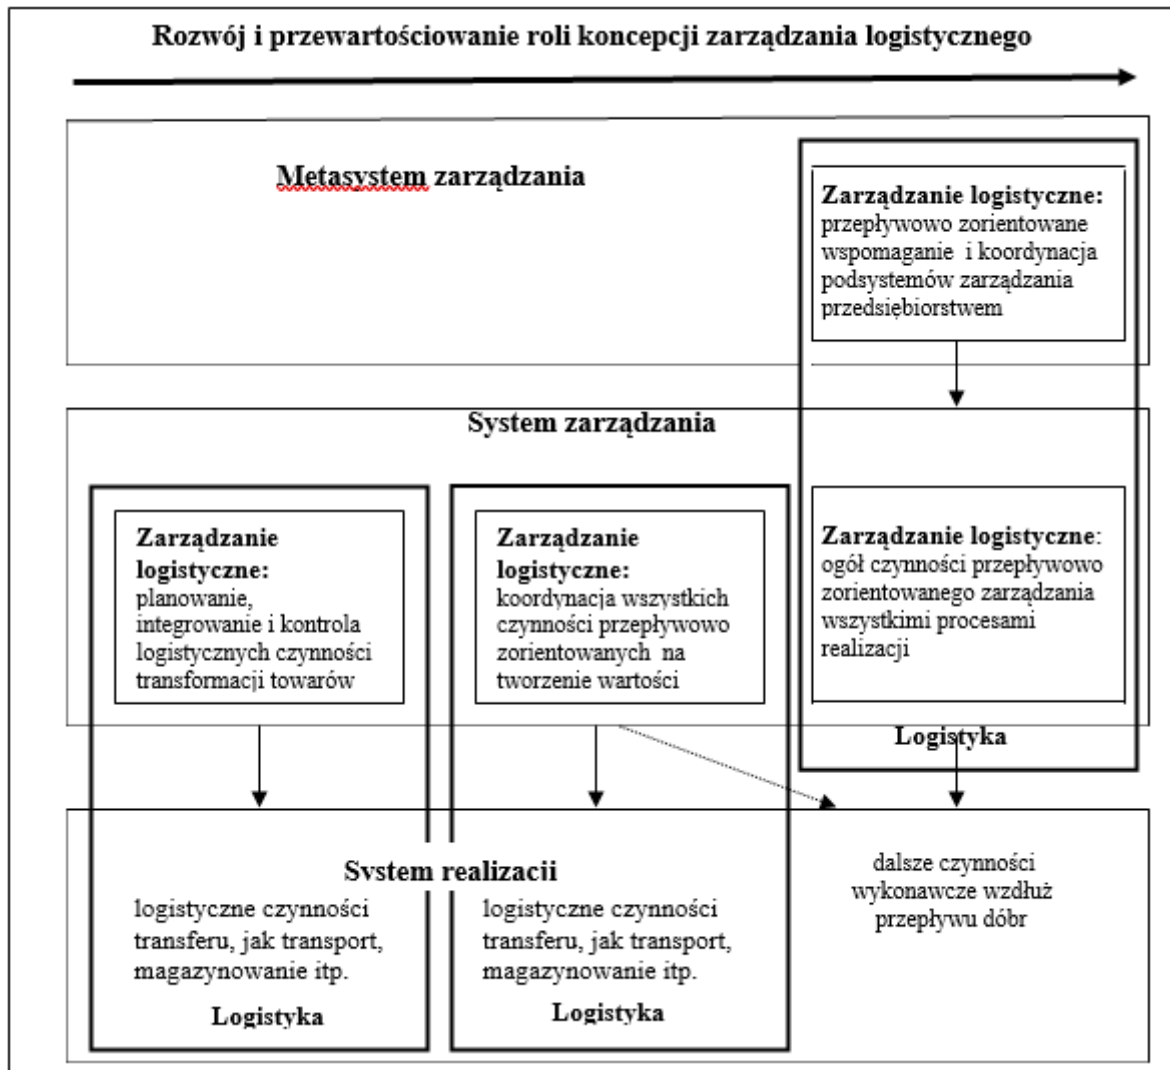 Rozwój i przewartościowanie roli koncepcji zarządzania logistycznego
Metasystem zarządzania
Zarządzanie logistyczne:
przepływowo zorientowane
wspomaganie i koordynacja
podsystemów zarządzania
przedsiębiorstwem
System zarządzania
Zarządzanie
logistyczne:
planowanie,
integrowanie i kontrola
logistycznych czynności
transformacji towarów
Zarządzanie
logistyczne:
koordynacja wszystkich
czynności przepływowo
zorientowanych na
tworzenie wartości
Zarządzanie logistyczne:
ogół czynności przepływowo
zorientowanego zarządzania
wszystkimi procesami
realizacji
Logistyka
System realizacji
logistyczne czynności
transferu, jak transport,
magazynowanie itp.
Logistyka
logistyczne czynności
transferu, jak transport,
magazynowanie itp.
Logistyka
dalsze czynności
wykonawcze wzdłuż
przepływu dóbr